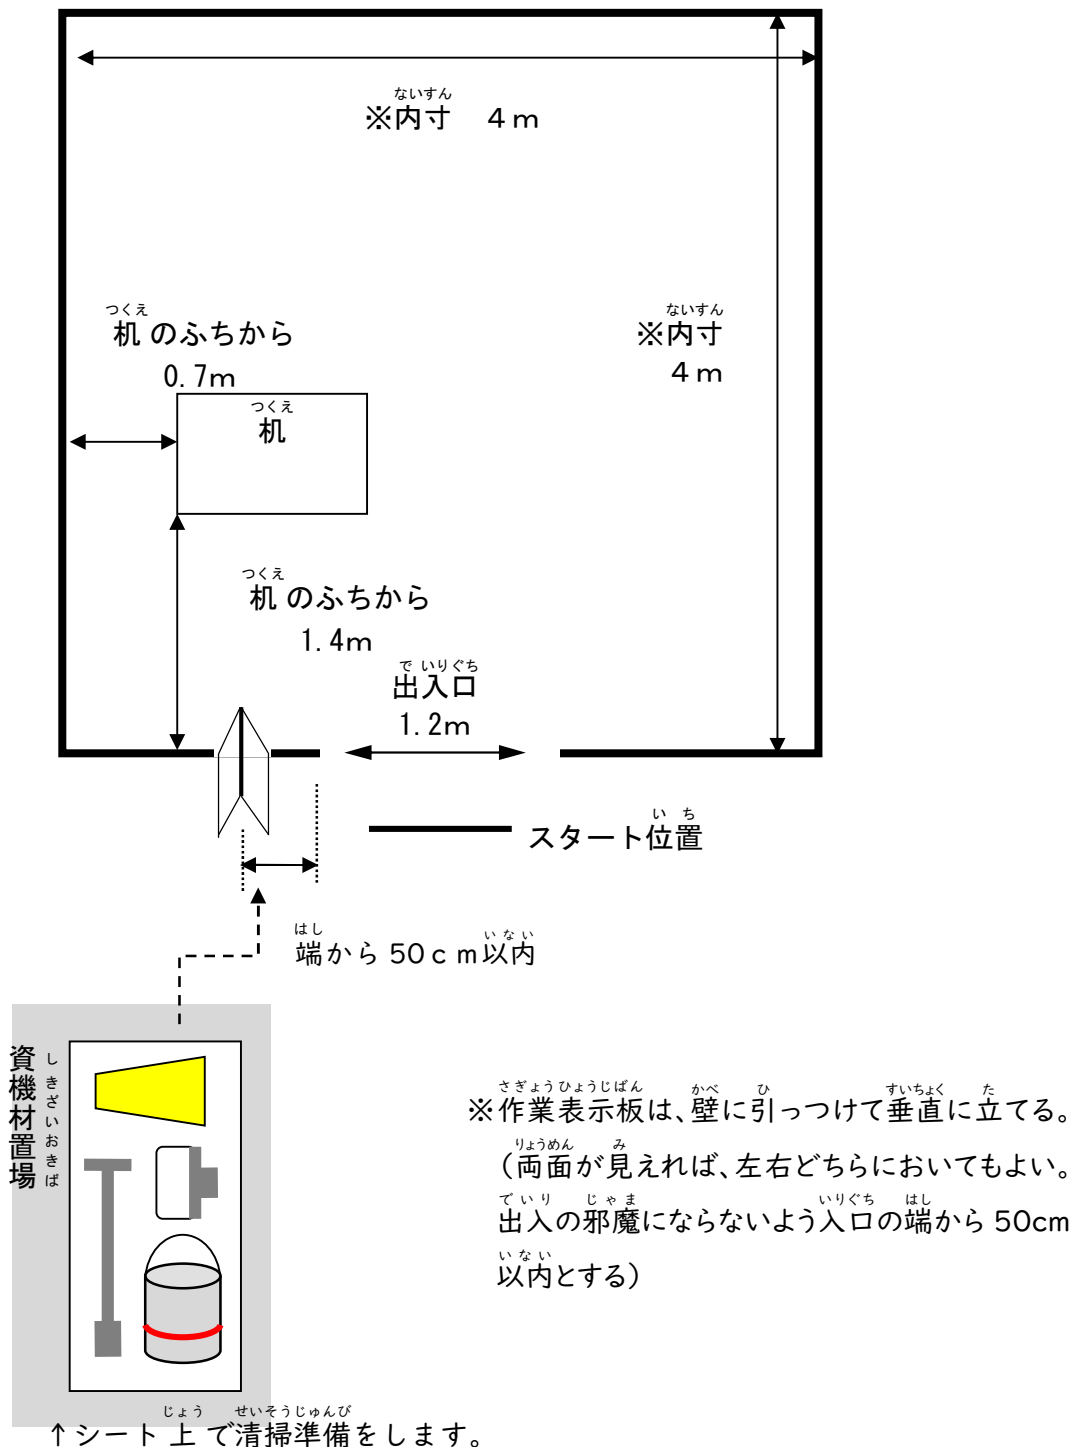 ないすん
※内寸　４ｍ
つくえ
机のふちから
0.7m
ないすん
※内寸
４ｍ
つくえ
机
つくえ
机のふちから
1.4m
で いりぐち
出入口
1.2m
い ち
スタート位置
はし いない
端から50ｃｍ以内
しきざいおきば
資機材置場
さぎょうひょうじばん かべ ひ すいちょく た
※作業表示板は、壁に引っつけて垂直に立てる。
りょうめん み
（両面が見えれば、左右どちらにおいてもよい。
でいり じゃま いりぐち はし
出入の邪魔にならないよう入口の端から50cm
いない
以内とする）
じょう せいそうじゅんび
↑シート上で清掃準備をします。